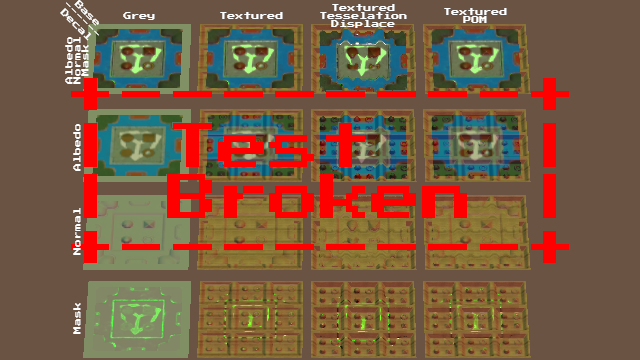 Base
Decal
Grey
Textured
Textured
Tesselation
Displace
Textured
POM
Albedo
Normal
Mask
Albedo
Test
Broken
Normal
Mask